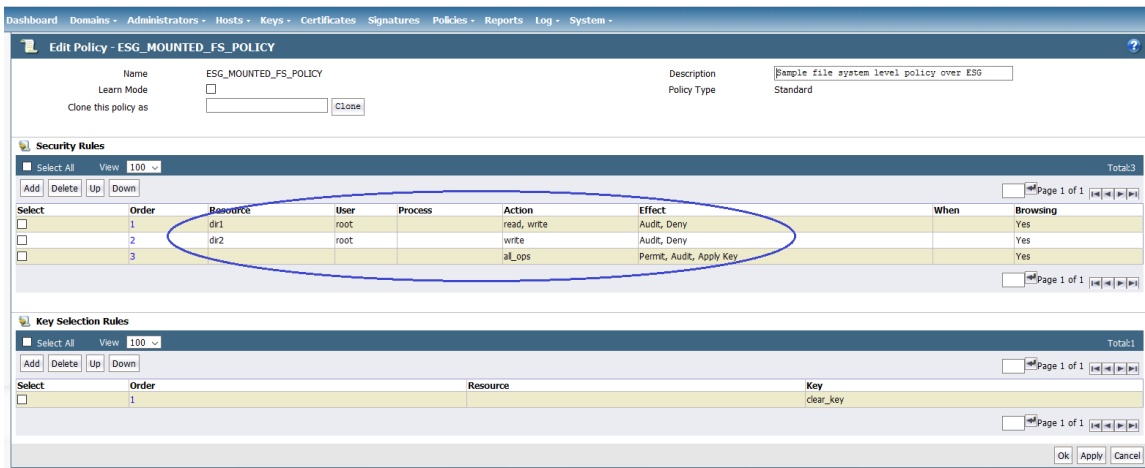 Dashboard Domains - Administrators - Hosts - Keys - Certificates Signatures Policies - Reports Log - System -
Edit Policy - ESG_MOUNTED_FS_POLICY ?
Name ESG_MOUNTED_FS_POLICY Description Sample file system level policy over ESG
Learn Mode Policy Type Standard
Clone this policy as Clone
Security Rules
Select All View 100 Total:3
Add Delete Up Down Page 1 of 1
Select Order Resource User Process Action Effect When Browsing
1 dir1 root read, write Audit, Deny Yes
2 dir2 root write Audit, Deny Yes
3 all_ops Permit, Audit, Apply Key Yes
Page 1 of 1
Key Selection Rules
Select All View 100 Total:1
Add Delete Up Down Page 1 of 1
Select Order Resource Key
1 clear_key
Page 1 of 1
Ok Apply Cancel